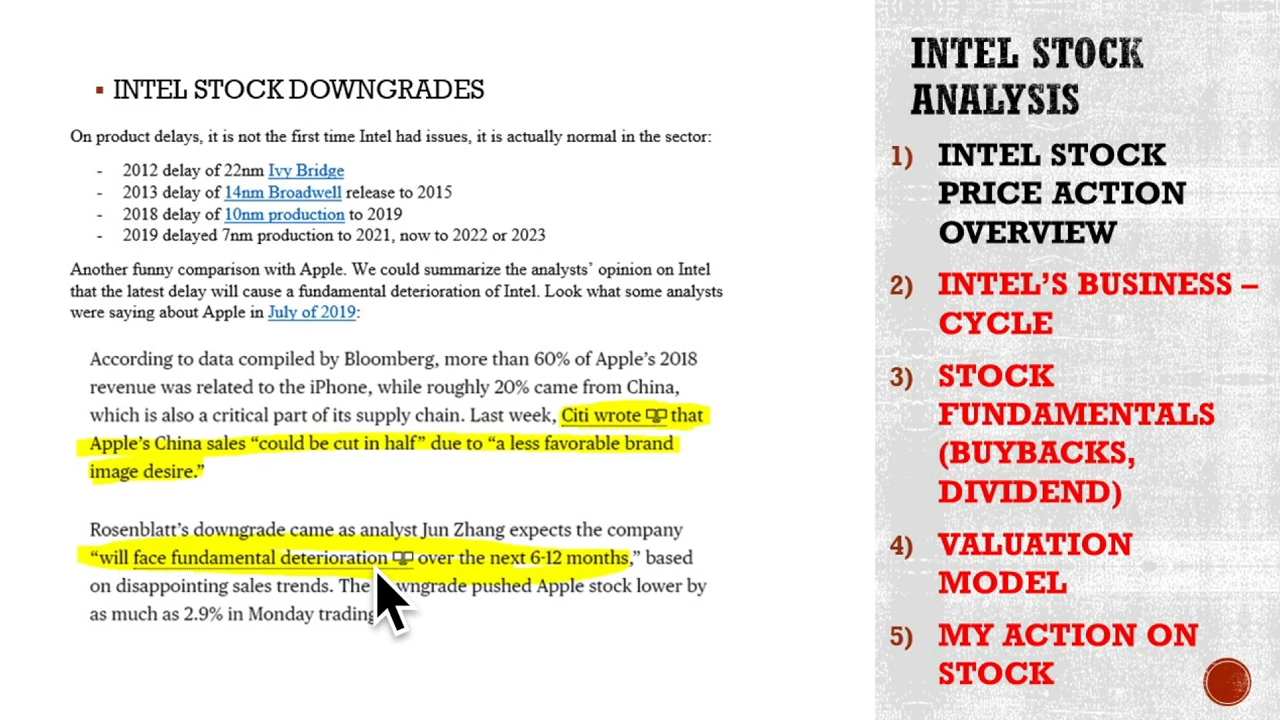 INTEL STOCK DOWNGRADES
On product delays, it is not the first time Intel had issues, it is actually normal in the sector:
- 2012 delay of 22nm Ivy Bridge
- 2013 delay of 14nm Broadwell release to 2015
- 2018 delay of 10nm production to 2019
- 2019 delayed 7nm production to 2021, now to 2022 or 2023
Another funny comparison with Apple. We could summarize the analysts’ opinion on Intel
that the latest delay will cause a fundamental deterioration of Intel. Look what some analysts
were saying about Apple in July of 2019:
According to data compiled by Bloomberg, more than 60% of Apple’s 2018
revenue was related to the iPhone, while roughly 20% came from China,
which is also a critical part of its supply chain. Last week, Citi wrote that
Apple’s China sales “could be cut in half” due to “a less favorable brand
image desire.”
Rosenblatt’s downgrade came as analyst Jun Zhang expects the company
“will face fundamental deterioration over the next 6-12 months,” based
on disappointing sales trends. The pushed Apple stock lower by
as much as 2.9% in Monday trading
INTEL STOCK
ANALYSIS
1) INTEL STOCK
PRICE ACTION
OVERVIEW
2) INTEL’S BUSINESS –
CYCLE
3) STOCK
FUNDAMENTALS
(BUYBACKS,
DIVIDEND)
4) VALUATION
MODEL
5) MY ACTION ON
STOCK